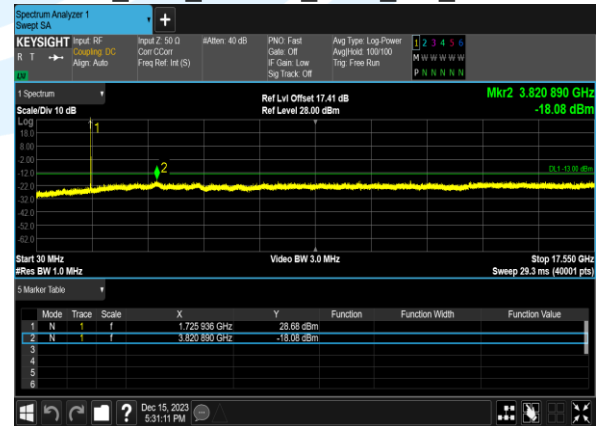 Spectrum Analyzer 1
Swept SA
+
KEYSIGHT Input: RF Input Z: 50 Ω #Atten: 40 dB PNO: Fast Avg Type: Log-Power 1 2 3 4 5 6
R T Coupling: DC Corr CCorr Gate: Off Avg|Hold: 100/100 M W W W W W
Align: Auto Freq Ref: Int (S) IF Gain: Low Trig: Free Run P N N N N N
Sig Track: Off
LV
1 Spectrum Ref Lvl Offset 17.41 dB Mkr2 3.820 890 GHz
Scale/Div 10 dB Ref Level 28.00 dBm -18.08 dBm
Log
18.0 1
8.00
-2.00
-12.0 2 DL1 -13.00 dBm
-22.0
-32.0
-42.0
-52.0
-62.0
Start 30 MHz Video BW 3.0 MHz Stop 17.550 GHz
#Res BW 1.0 MHz Sweep 29.3 ms (40001 pts)
5 Marker Table
Mode Trace Scale X Y Function Function Width Function Value
1 N 1 f 1.725 936 GHz 28.68 dBm
2 N 1 f 3.820 890 GHz -18.08 dBm
3
4
5
6
? Dec 15, 2023
5:31:11 PM